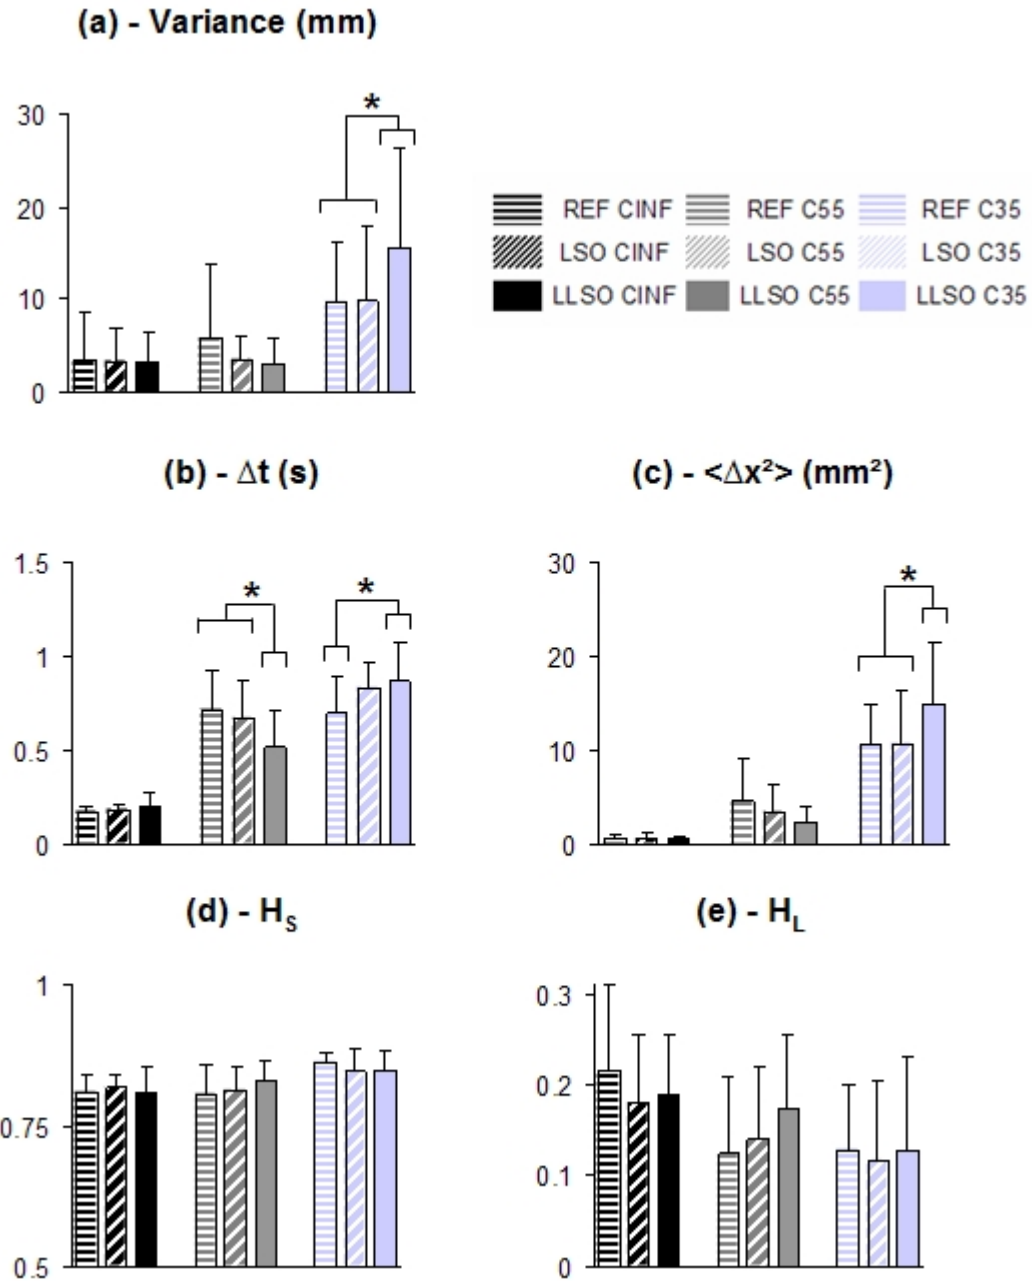 (a) - Variance (mm)
30
20
10
0
*
REF CINF REF C55 REF C35
LSO CINF LSO C55 LSO C35
LLSO CINF LLSO C55 LLSO C35
(b) - Δt (s)
1.5
1
0.5
0
*
*
(c) - <Δx²> (mm²)
30
20
10
0
*
(d) - HS
1
0.75
0.5
(e) - HL
0.3
0.2
0.1
0